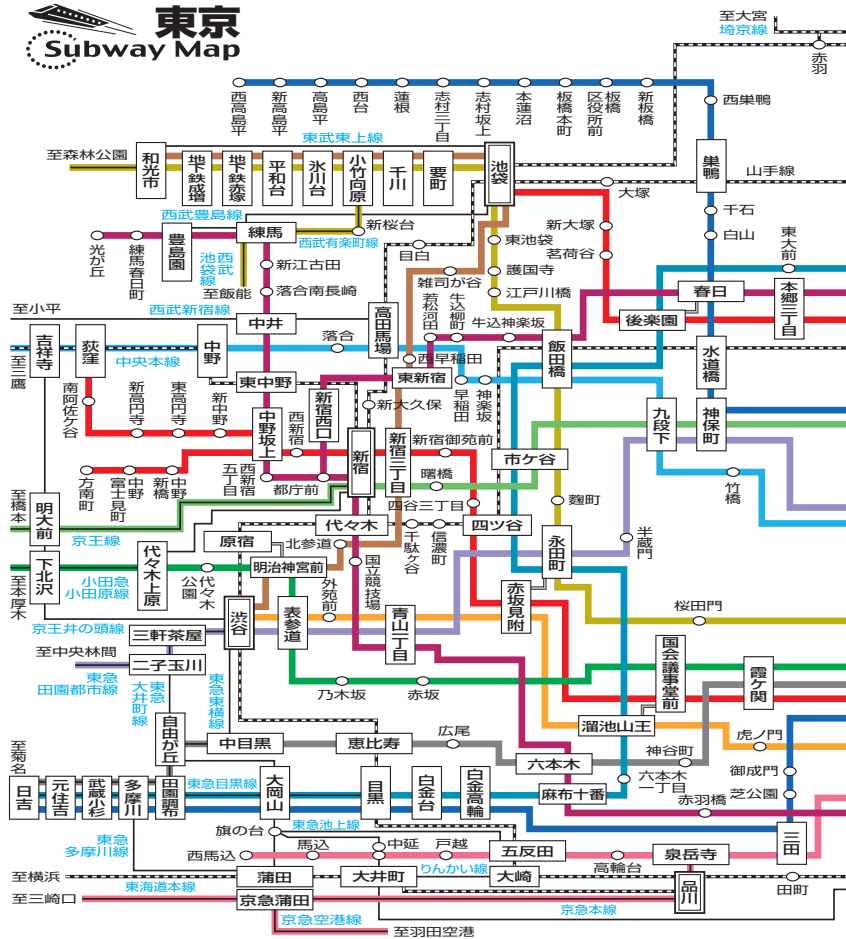 東京
Subway Map
至大宮
埼京線
赤羽
西高島平
新高島平
高島平
西台
蓮根
志村三丁目
志村坂上
本蓮沼
板橋本町
板橋区役所前
新板橋
西巣鴨
東武東上線
至森林公園
和光市
地下鉄成増
地下鉄赤塚
平和台
氷川台
小竹向原
千川
要町
池袋
巣鴨
山手線
大塚
西武豊島線
新桜台
西武有楽町線
練馬
豊島園
光が丘
練馬春日町
西武池袋線
至飯能
新江古田
落合南長崎
目白
新大塚
茗荷谷
東池袋
護国寺
江戸川橋
千石
白山
東大前
雑司が谷
春日
本郷三丁目
後楽園
至小平
西武新宿線
中井
高田馬場
若松河田
牛込柳町
牛込神楽坂
飯田橋
水道橋
吉祥寺
荻窪
中野
落合
中央本線
至三鷹
西早稲田
東新宿
早稲田
神楽坂
東中野
新宿西口
新大久保
九段下
神保町
南阿佐ケ谷
新高円寺
東高円寺
新中野
中野坂上
西新宿
新宿
新宿三丁目
新宿御苑前
市ケ谷
竹橋
方南町
中野富士見町
中野新橋
西新宿五丁目
都庁前
曙橋
四谷三丁目
麹町
至橋本
明大前
京王線
代々木
四ツ谷
千駄ケ谷
信濃町
半蔵門
永田町
原宿
北参道
下北沢
代々木上原
明治神宮前
国立競技場
至本厚木
小田急
小田原線
代々木公園
外苑前
赤坂見附
桜田門
京王井の頭線
渋谷
表参道
青山一丁目
三軒茶屋
至中央林間
二子玉川
国会議事堂前
霞ケ関
東急
田園都市線
東急大井町線
東急東横線
乃木坂
赤坂
自由が丘
中目黒
恵比寿
広尾
六本木
溜池山王
神谷町
虎ノ門
御成門
芝公園
至菊名
日吉
元住吉
武蔵小杉
多摩川
田園調布
東急目黒線
大岡山
目黒
白金台
白金高輪
麻布十番
六本木一丁目
赤羽橋
三田
東急
多摩川線
旗の台
東急池上線
西馬込
馬込
中延
戸越
五反田
高輪台
泉岳寺
りんかい線
至横浜
蒲田
大井町
大崎
品川
田町
東海道本線
至三崎口
京急蒲田
京急本線
京急空港線
至羽田空港